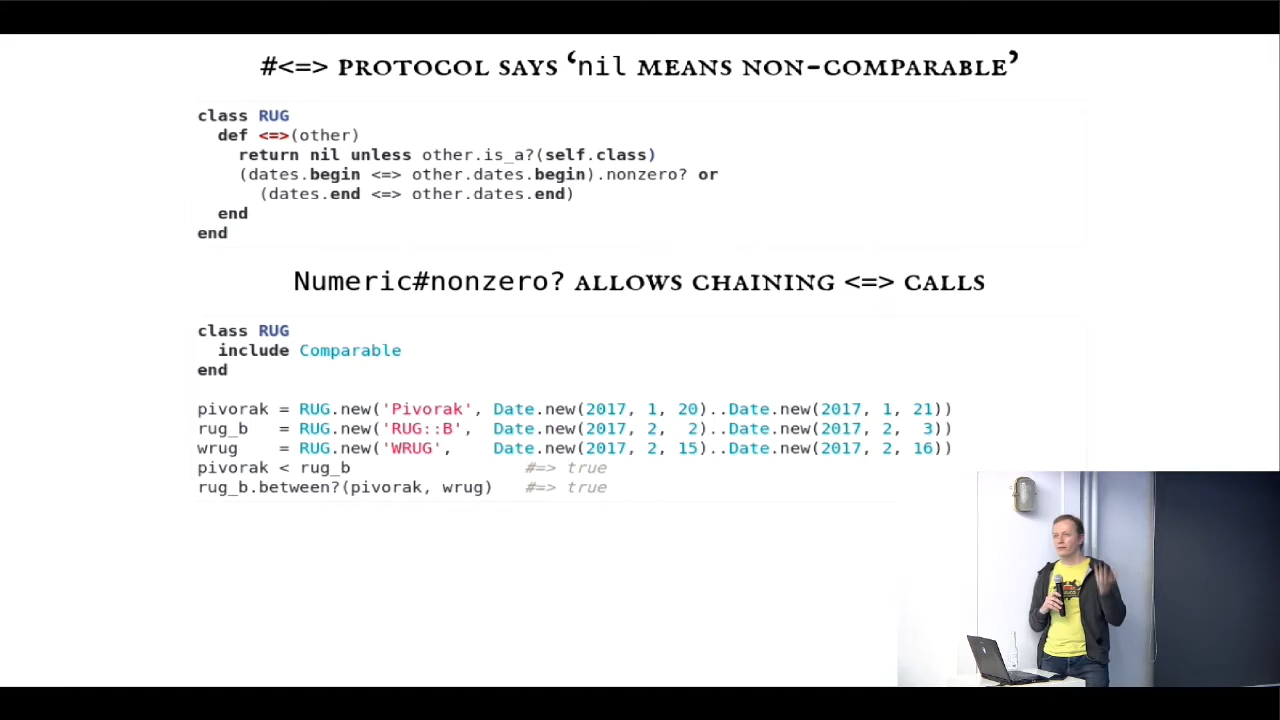 #<=> PROTOCOL SAYS ‘nil MEANS NON-COMPARABLE’
class RUG
  def <=>(other)
    return nil unless other.is_a?(self.class)
    (dates.begin <=> other.dates.begin).nonzero? or
      (dates.end <=> other.dates.end)
  end
end
Numeric#nonzero? ALLOWS CHAINING <=> CALLS
class RUG
  include Comparable
end
pivorak = RUG.new('Pivorak', Date.new(2017, 1, 20)..Date.new(2017, 1, 21))
rug_b   = RUG.new('RUG::B',  Date.new(2017, 2,  2)..Date.new(2017, 2,  3))
wrug    = RUG.new('WRUG',    Date.new(2017, 2, 15)..Date.new(2017, 2, 16))
pivorak < rug_b                 #=> true
rug_b.between?(pivorak, wrug)   #=> true